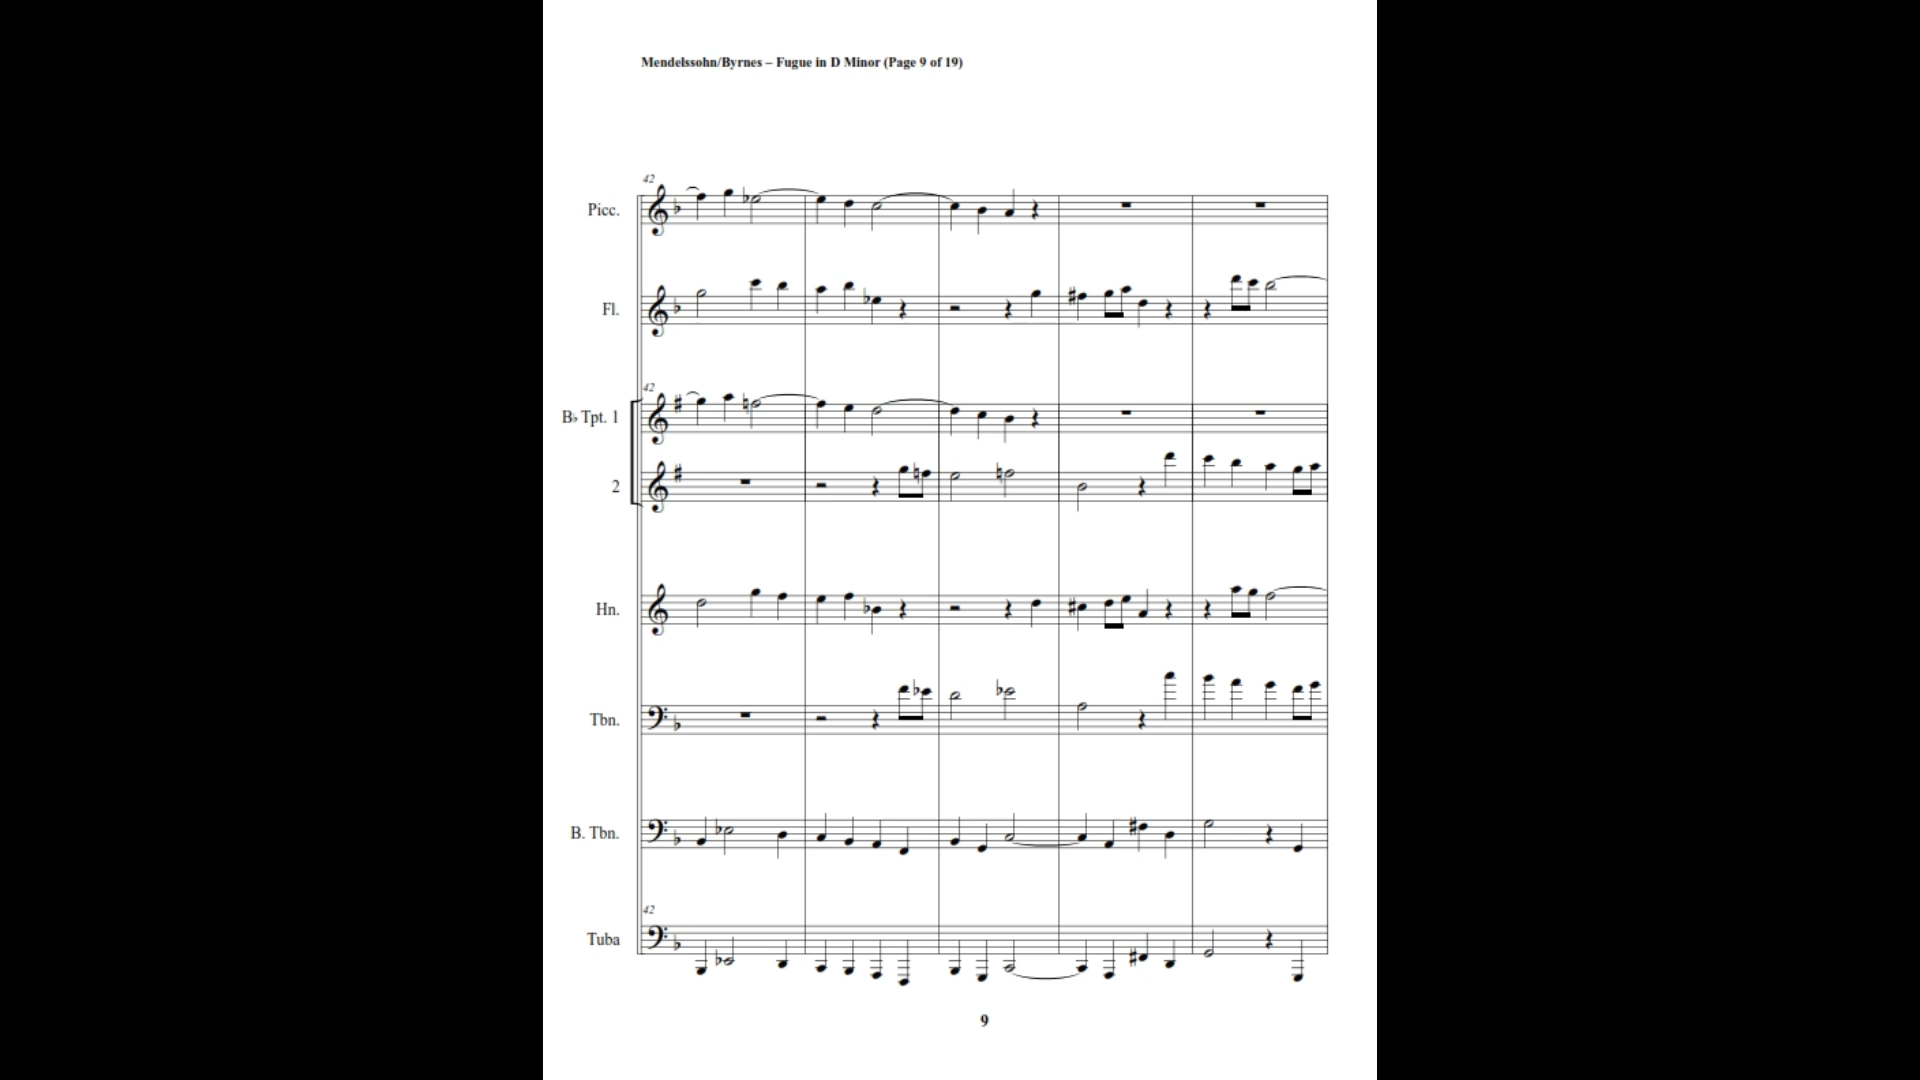 Mendelssohn/Byrnes – Fugue in D Minor (Page 9 of 19)
42
Picc.
Fl.
42
B♭ Tpt. 1
2
Hn.
Tbn.
B. Tbn.
42
Tuba
9